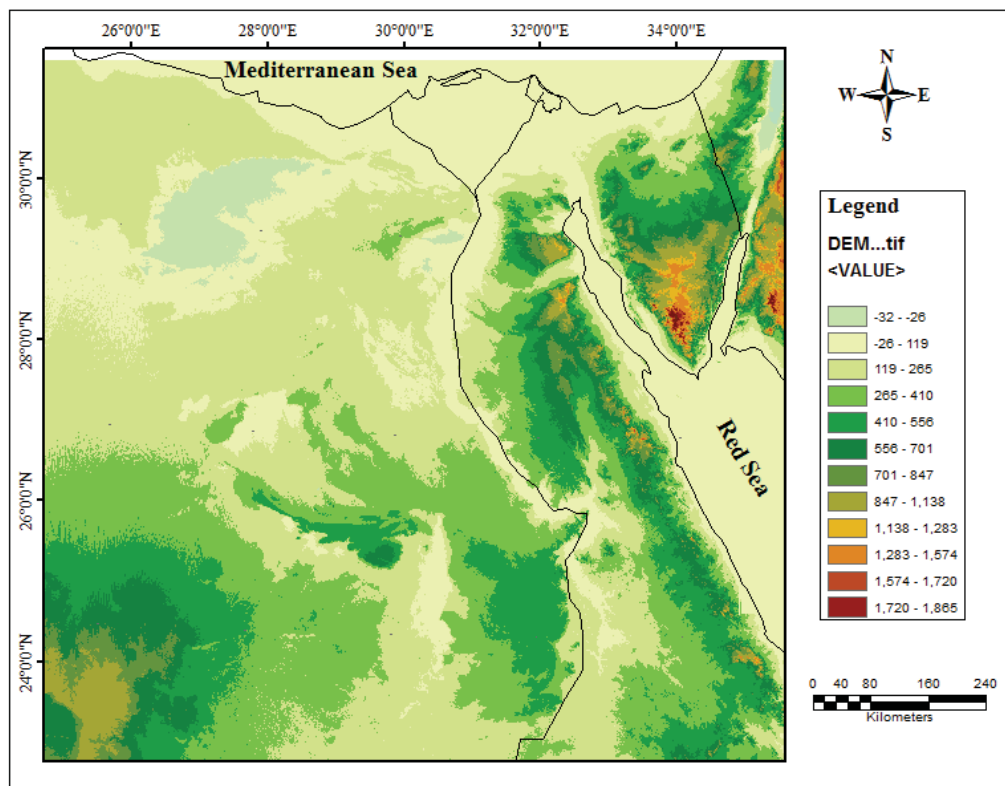 26°0'0"E 28°0'0"E 30°0'0"E 32°0'0"E 34°0'0"E
Mediterranean Sea
N
W E
S
30°0'0"N
28°0'0"N
26°0'0"N
24°0'0"N
Red Sea
Legend
DEM...tif
<VALUE>
-32 - -26
-26 - 119
119 - 265
265 - 410
410 - 556
556 - 701
701 - 847
847 - 1,138
1,138 - 1,283
1,283 - 1,574
1,574 - 1,720
1,720 - 1,865
0 40 80 160 240
Kilometers